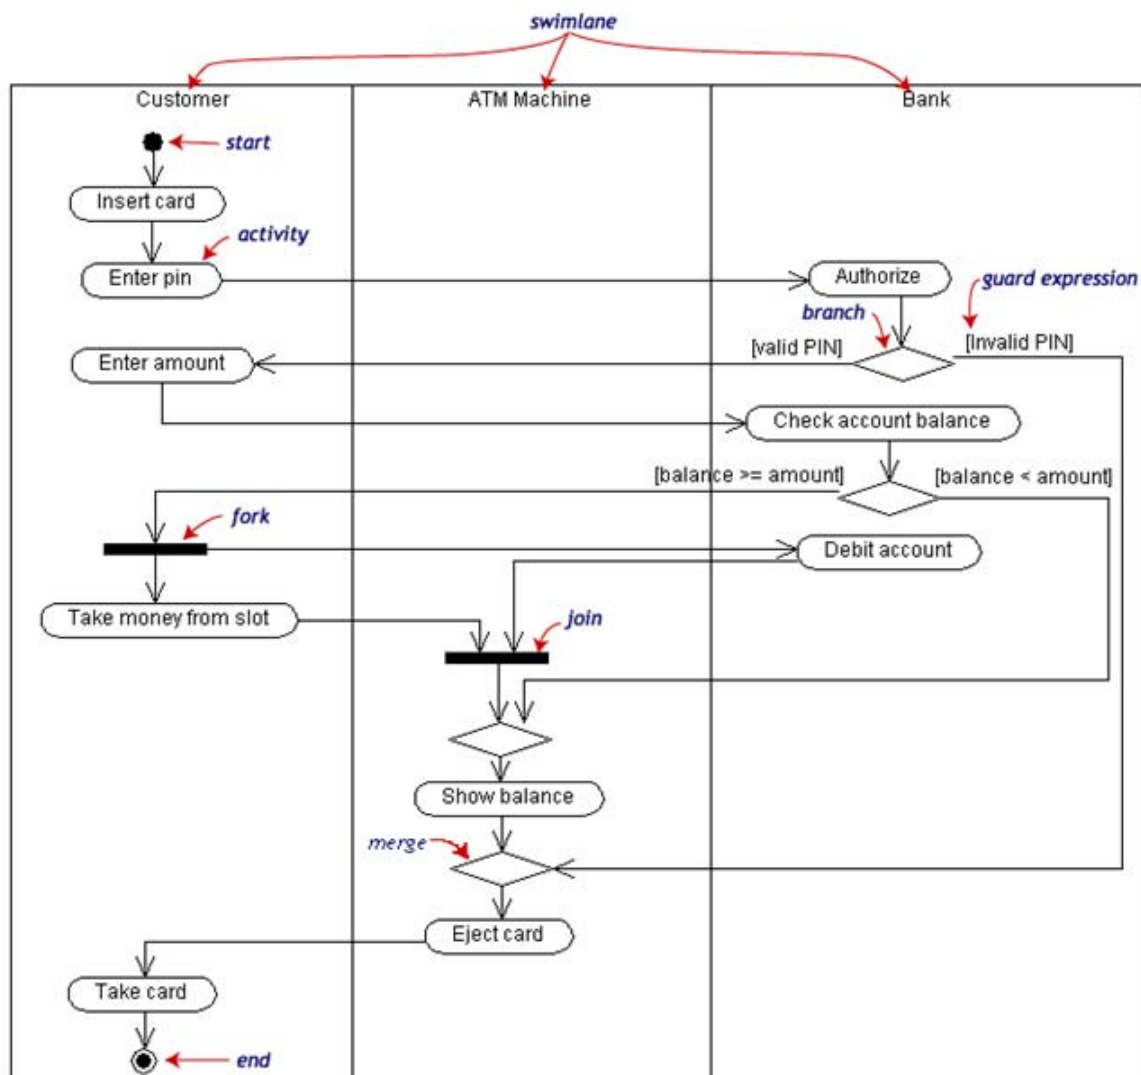 swimlane
Customer
ATM Machine
Bank
start
Insert card
activity
Enter pin
Authorize
guard expression
branch
[valid PIN]
[Invalid PIN]
Enter amount
Check account balance
[balance >= amount]
[balance < amount]
fork
Debit account
Take money from slot
join
Show balance
merge
Eject card
Take card
end